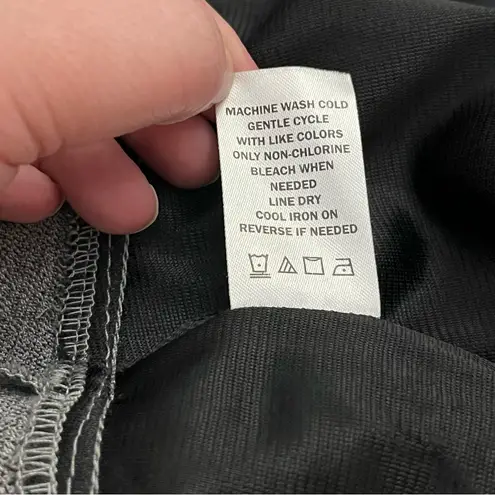 MACHINE WASH COLD
GENTLE CYCLE
WITH LIKE COLORS
ONLY NON-CHLORINE
BLEACH WHEN
NEEDED
LINE DRY
COOL IRON ON
REVERSE IF NEEDED